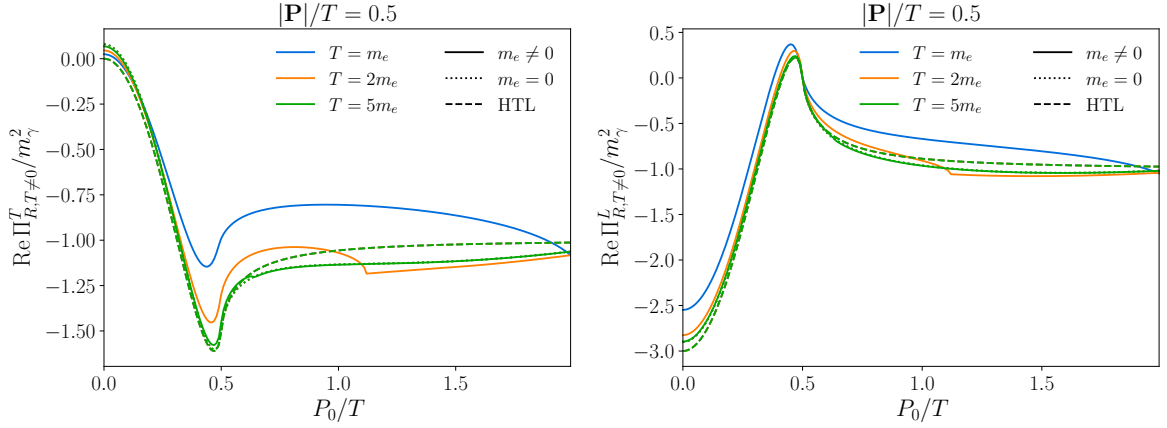 |𝐏|/T = 0.5
Re Π^T_{R,T≠0}/m_γ^2
0.00
−0.25
−0.50
−0.75
−1.00
−1.25
−1.50
T = m_e
T = 2m_e
T = 5m_e
m_e ≠ 0
m_e = 0
HTL
0.0
0.5
1.0
1.5
P_0/T
|𝐏|/T = 0.5
Re Π^L_{R,T≠0}/m_γ^2
0.5
0.0
−0.5
−1.0
−1.5
−2.0
−2.5
−3.0
T = m_e
T = 2m_e
T = 5m_e
m_e ≠ 0
m_e = 0
HTL
0.0
0.5
1.0
1.5
P_0/T